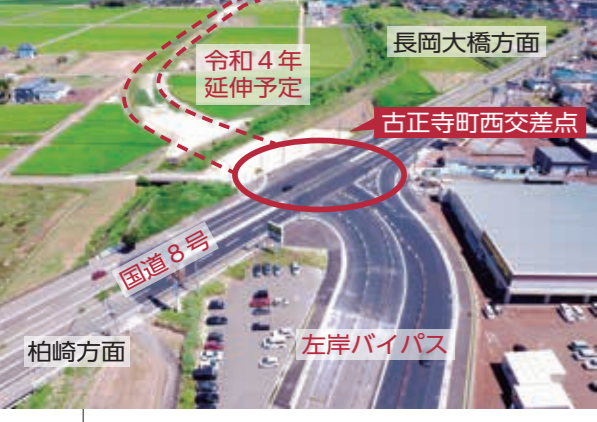 長岡大橋方面
令和４年
延伸予定
古正寺町西交差点
国道８号
左岸バイパス
柏崎方面